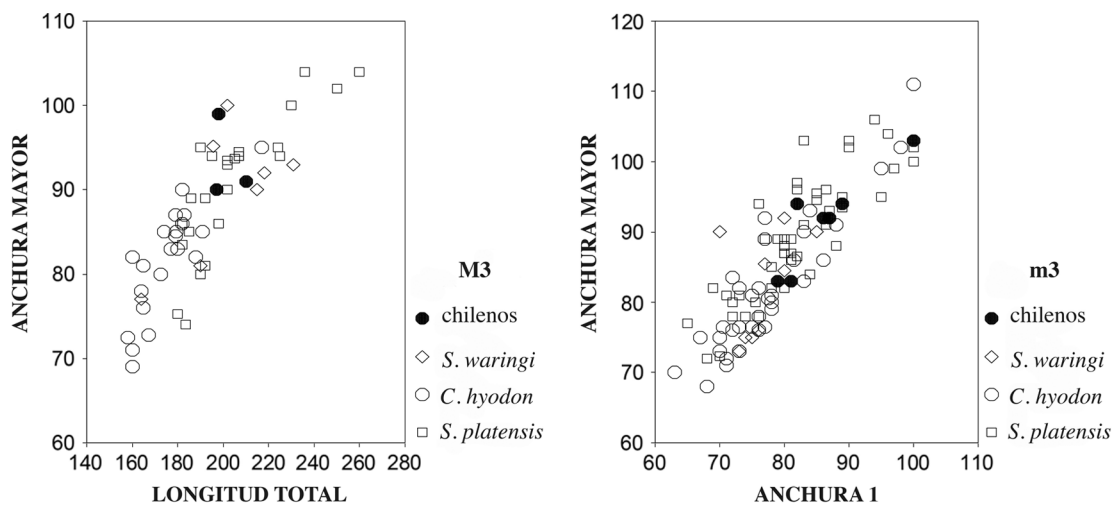 110
100
90
80
70
60
140 160 180 200 220 240 260 280
ANCHURA MAYOR
LONGITUD TOTAL
M3
chilenos
S. waringi
C. hyodon
S. platensis
120
110
100
90
80
70
60
60 70 80 90 100 110
ANCHURA MAYOR
ANCHURA 1
m3
chilenos
S. waringi
C. hyodon
S. platensis